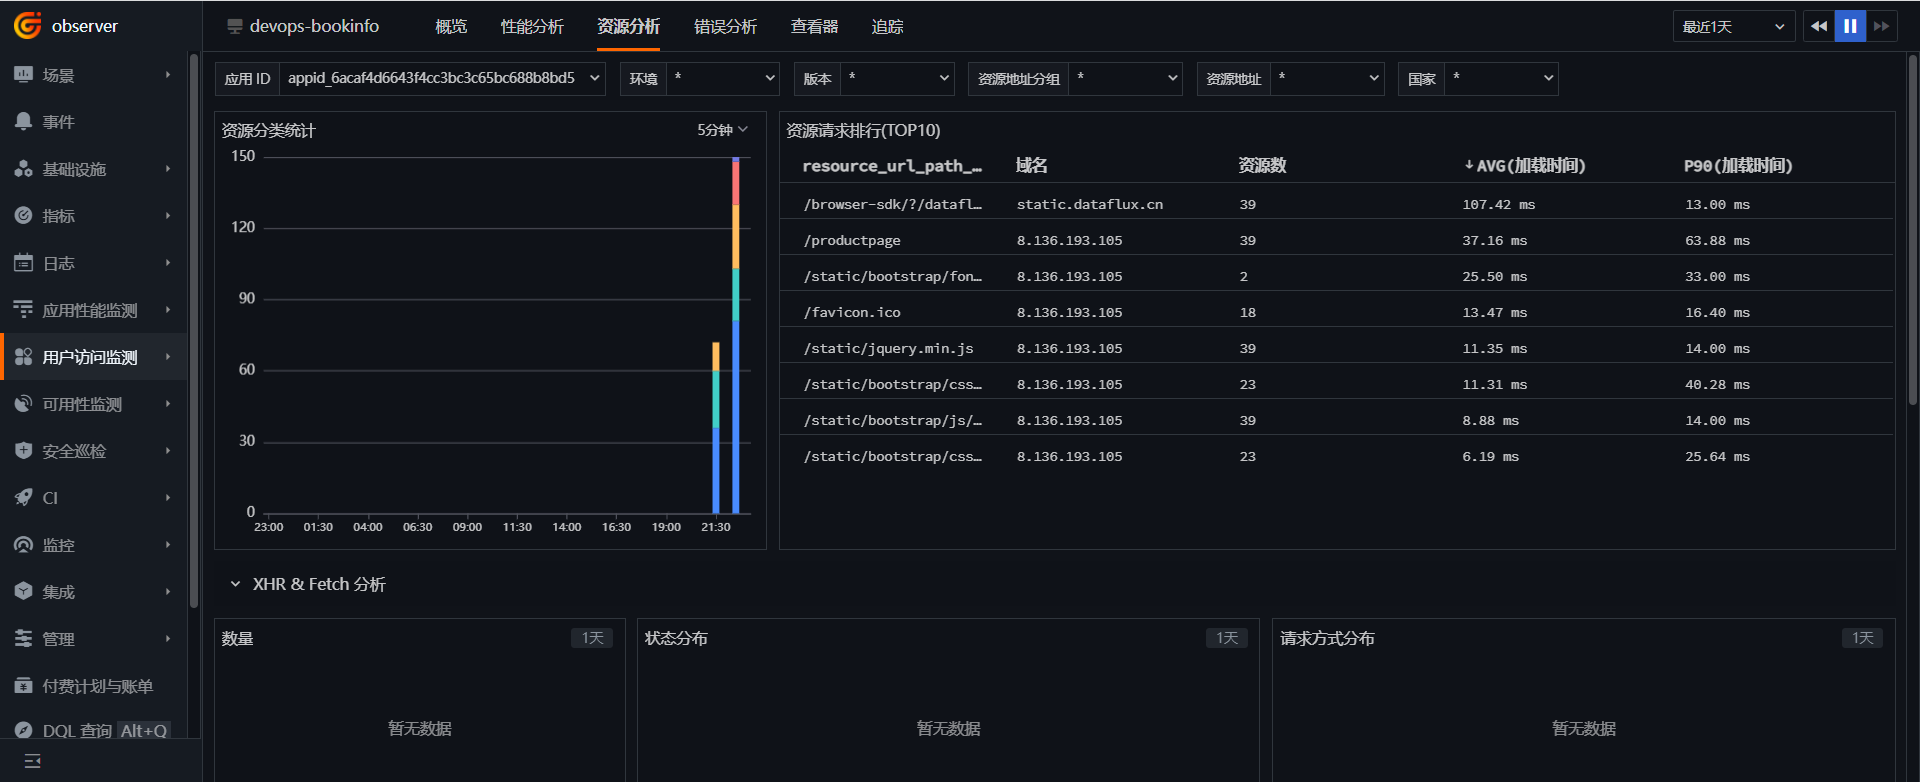 observer
devops-bookinfo
概览
性能分析
资源分析
错误分析
查看器
追踪
最近1天
场景
事件
基础设施
指标
日志
应用性能监测
用户访问监测
可用性监测
安全巡检
CI
监控
集成
管理
付费计划与账单
DQL 查询 Alt+Q
应用 ID appid_6acaf4d6643f4cc3bc3c65bc688b8bd5
环境 *
版本 *
资源地址分组 *
资源地址 *
国家 *
资源分类统计
5分钟
150
120
90
60
30
0
23:00 01:30 04:00 06:30 09:00 11:30 14:00 16:30 19:00 21:30
资源请求排行(TOP10)
resource_url_path_… 域名 资源数 AVG(加载时间) P90(加载时间)
/browser-sdk/?/datafl… static.dataflux.cn 39 107.42 ms 13.00 ms
/productpage 8.136.193.105 39 37.16 ms 63.88 ms
/static/bootstrap/fon… 8.136.193.105 2 25.50 ms 33.00 ms
/favicon.ico 8.136.193.105 18 13.47 ms 16.40 ms
/static/jquery.min.js 8.136.193.105 39 11.35 ms 14.00 ms
/static/bootstrap/css… 8.136.193.105 23 11.31 ms 40.28 ms
/static/bootstrap/js/… 8.136.193.105 39 8.88 ms 14.00 ms
/static/bootstrap/css… 8.136.193.105 23 6.19 ms 25.64 ms
XHR & Fetch 分析
数量 1天
暂无数据
状态分布 1天
暂无数据
请求方式分布 1天
暂无数据